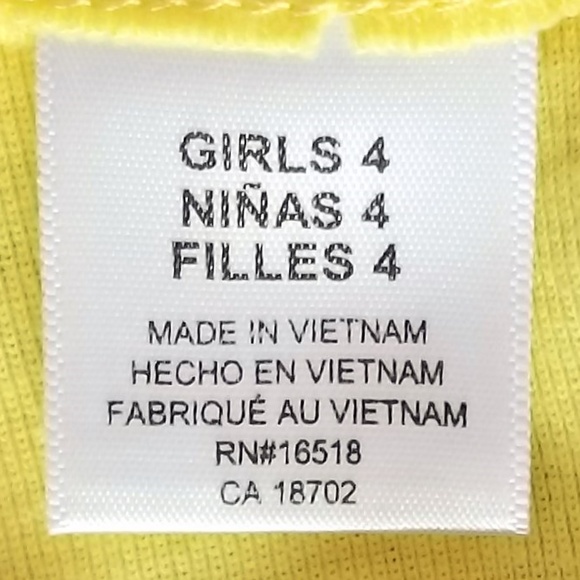 GIRLS 4
NIÑAS 4
FILLES 4
MADE IN VIETNAM
HECHO EN VIETNAM
FABRIQUÉ AU VIETNAM
RN#16518
CA 18702